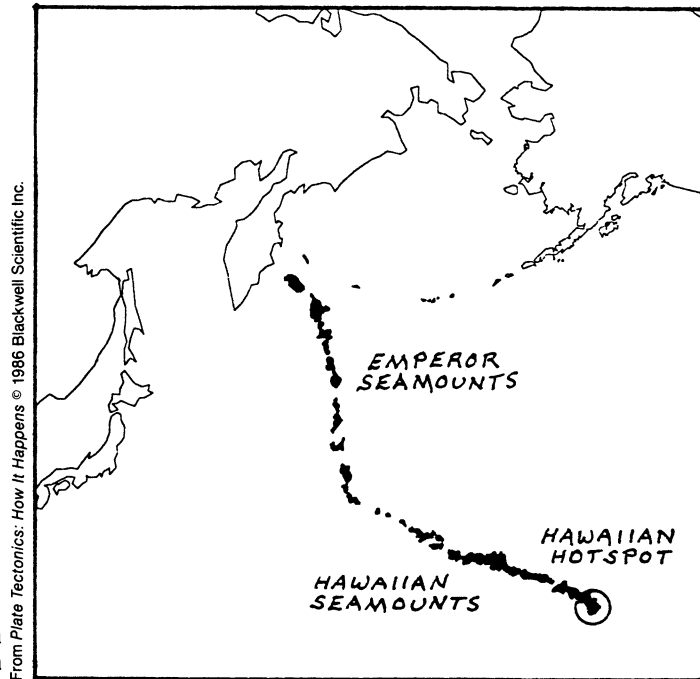 From Plate Tectonics: How It Happens © 1986 Blackwell Scientific Inc.
EMPEROR
SEAMOUNTS
HAWAIIAN
HOTSPOT
HAWAIIAN
SEAMOUNTS